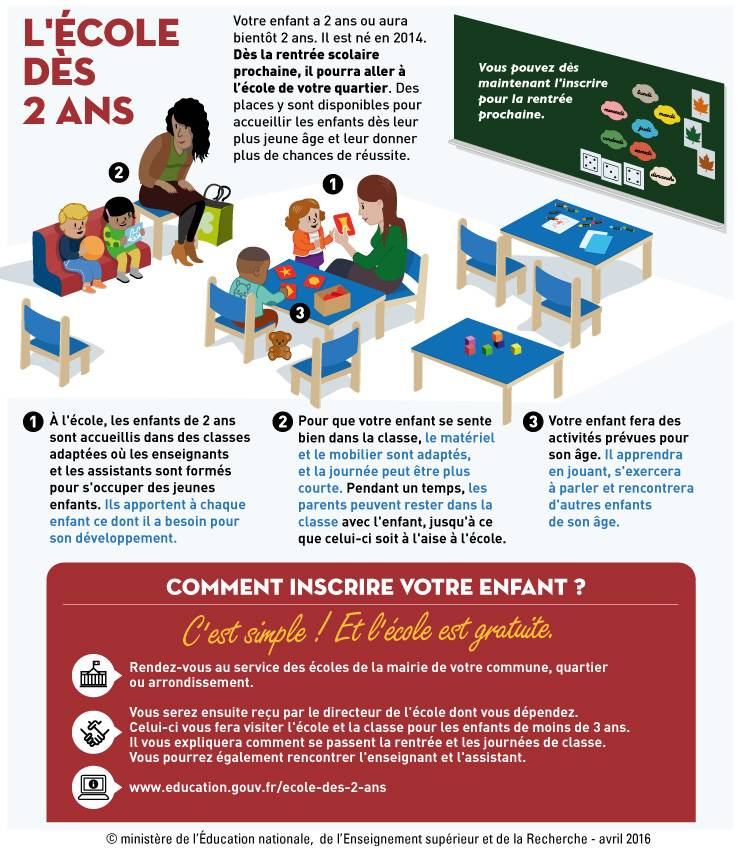 L'ÉCOLE
DÈS
2 ANS
Votre enfant a 2 ans ou aura
bientôt 2 ans. Il est né en 2014.
Dès la rentrée scolaire
prochaine, il pourra aller à
l'école de votre quartier. Des
places y sont disponibles pour
accueillir les enfants dès leur
plus jeune âge et leur donner
plus de chances de réussite.
Vous pouvez dès
maintenant l'inscrire
pour la rentrée
prochaine.
lundi
mardi
mercredi
jeudi
vendredi
samedi
dimanche
2
1
3
1 À l'école, les enfants de 2 ans
sont accueillis dans des classes
adaptées où les enseignants
et les assistants sont formés
pour s'occuper des jeunes
enfants. Ils apportent à chaque
enfant ce dont il a besoin pour
son développement.
2 Pour que votre enfant se sente
bien dans la classe, le matériel
et le mobilier sont adaptés,
et la journée peut être plus
courte. Pendant un temps, les
parents peuvent rester dans la
classe avec l'enfant, jusqu'à ce
que celui-ci soit à l'aise à l'école.
3 Votre enfant fera des
activités prévues pour
son âge. Il apprendra
en jouant, s'exercera
à parler et rencontrera
d'autres enfants
de son âge.
COMMENT INSCRIRE VOTRE ENFANT ?
C'est simple ! Et l'école est gratuite.
Rendez-vous au service des écoles de la mairie de votre commune, quartier
ou arrondissement.
Vous serez ensuite reçu par le directeur de l'école dont vous dépendez.
Celui-ci vous fera visiter l'école et la classe pour les enfants de moins de 3 ans.
Il vous expliquera comment se passent la rentrée et les journées de classe.
Vous pourrez également rencontrer l'enseignant et l'assistant.
www.education.gouv.fr/ecole-des-2-ans
© ministère de l'Éducation nationale, de l'Enseignement supérieur et de la Recherche - avril 2016